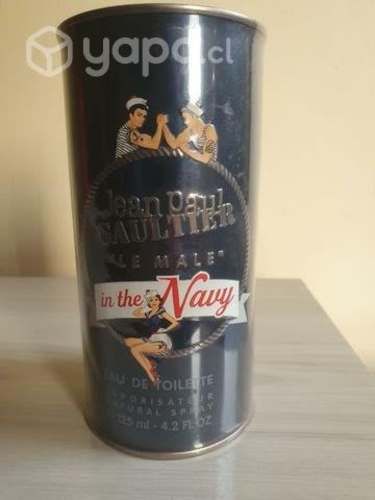 yapo.cl
Jean Paul
GAULTIER
"LE MALE"
in the Navy
EAU DE TOILETTE
VAPORISATEUR
NATURAL SPRAY
125 ml - 4.2 FL.OZ